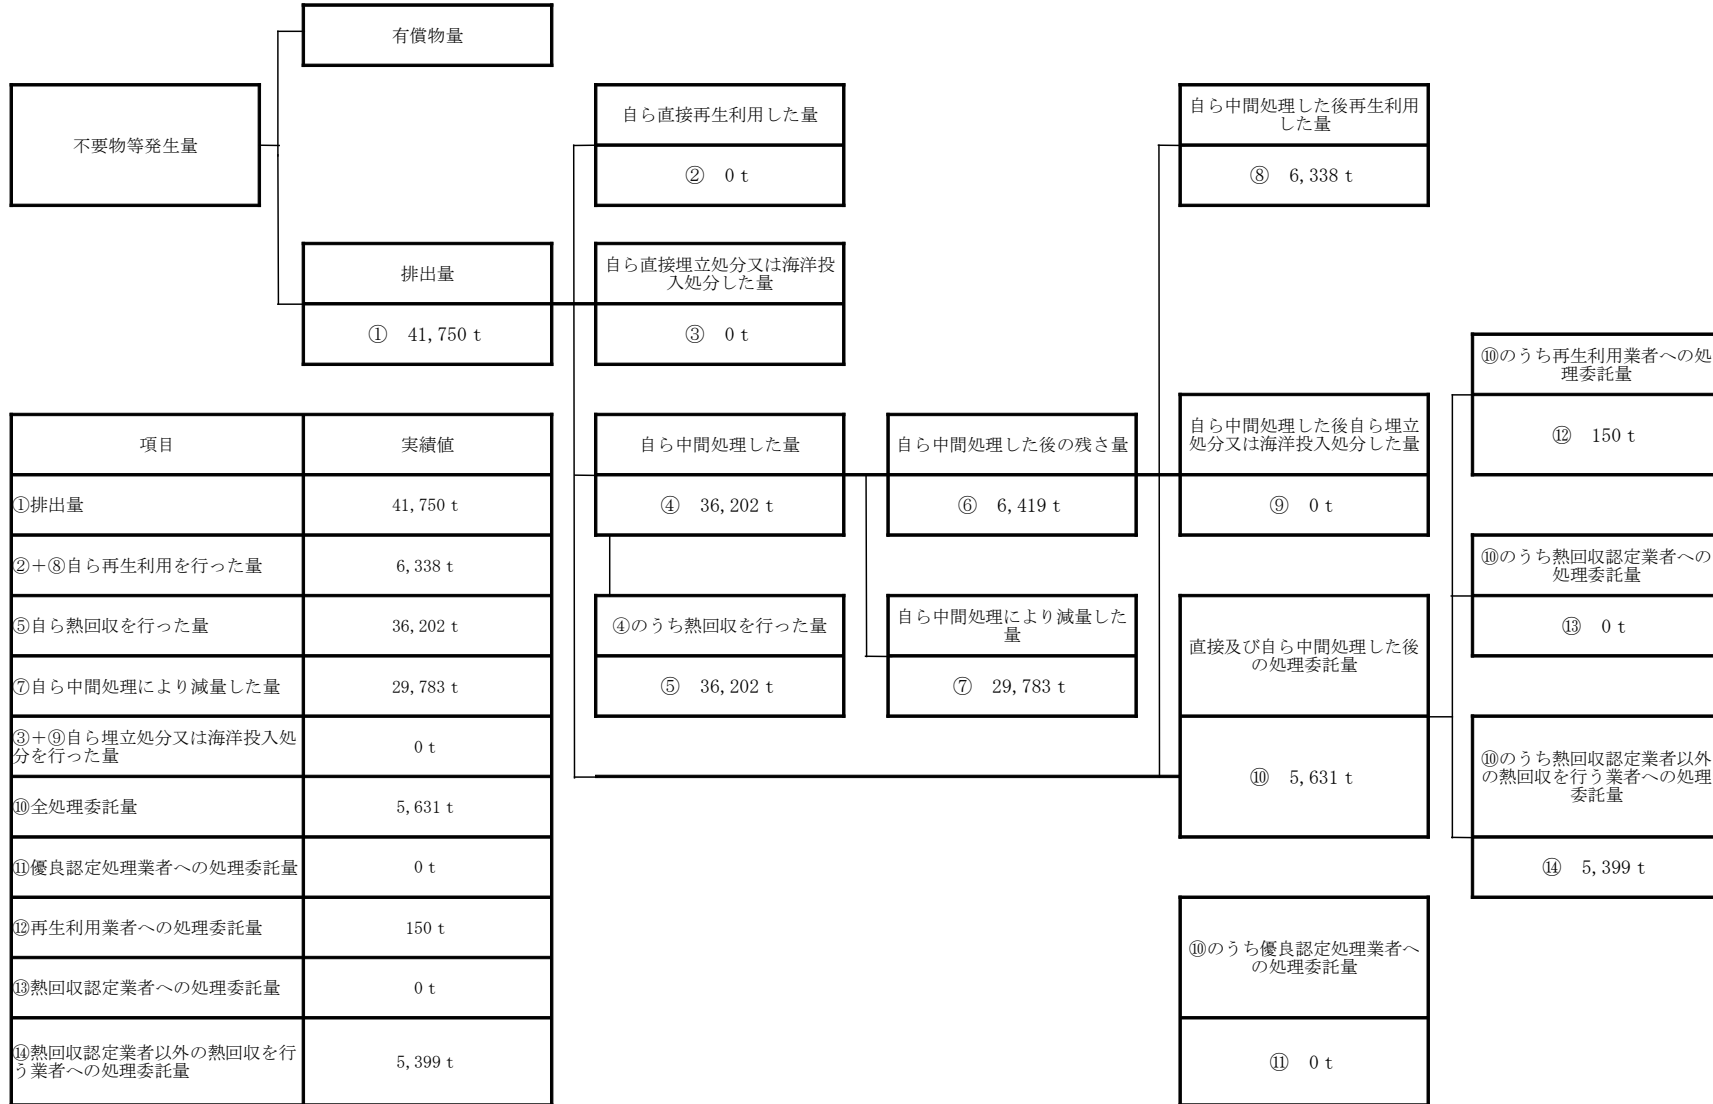 有償物量
不要物等発生量
自ら直接再生利用した量
② 0 t
自ら中間処理した後再生利用
した量
⑧ 6,338 t
排出量
① 41,750 t
自ら直接埋立処分又は海洋投
入処分した量
③ 0 t
項目
実績値
①排出量
41,750 t
②＋⑧自ら再生利用を行った量
6,338 t
⑤自ら熱回収を行った量
36,202 t
⑦自ら中間処理により減量した量
29,783 t
③＋⑨自ら埋立処分又は海洋投入処
分を行った量
0 t
⑩全処理委託量
5,631 t
⑪優良認定処理業者への処理委託量
0 t
⑫再生利用業者への処理委託量
150 t
⑬熱回収認定業者への処理委託量
0 t
⑭熱回収認定業者以外の熱回収を行
う業者への処理委託量
5,399 t
自ら中間処理した量
④ 36,202 t
④のうち熱回収を行った量
⑤ 36,202 t
自ら中間処理した後の残さ量
⑥ 6,419 t
自ら中間処理により減量した
量
⑦ 29,783 t
自ら中間処理した後自ら埋立
処分又は海洋投入処分した量
⑨ 0 t
直接及び自ら中間処理した後
の処理委託量
⑩ 5,631 t
⑩のうち優良認定処理業者へ
の処理委託量
⑪ 0 t
⑩のうち再生利用業者への処
理委託量
⑫ 150 t
⑩のうち熱回収認定業者への
処理委託量
⑬ 0 t
⑩のうち熱回収認定業者以外
の熱回収を行う業者への処理
委託量
⑭ 5,399 t